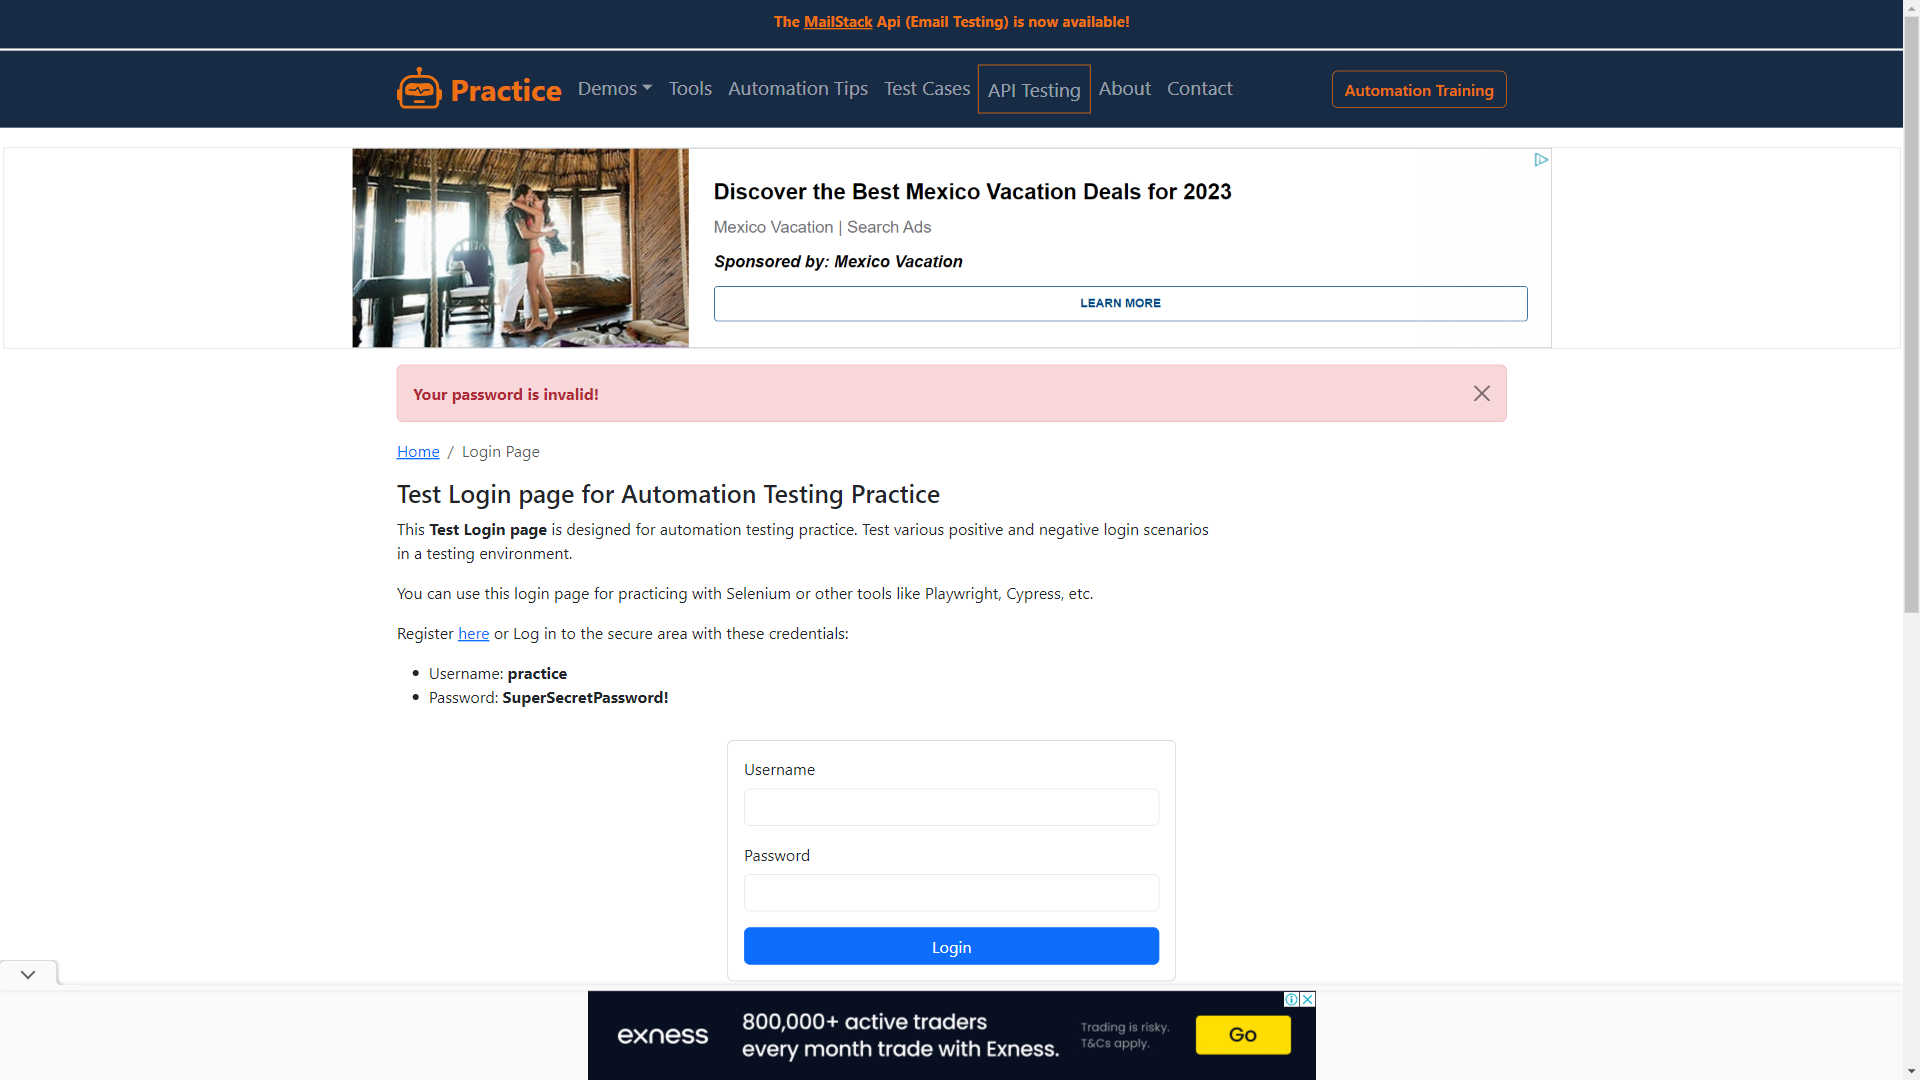 The MailStack Api (Email Testing) is now available!
Practice
Demos
Tools
Automation Tips
Test Cases
API Testing
About
Contact
Automation Training
Discover the Best Mexico Vacation Deals for 2023
Mexico Vacation | Search Ads
Sponsored by: Mexico Vacation
LEARN MORE
Your password is invalid!
Home / Login Page
Test Login page for Automation Testing Practice
This Test Login page is designed for automation testing practice. Test various positive and negative login scenarios
in a testing environment.
You can use this login page for practicing with Selenium or other tools like Playwright, Cypress, etc.
Register here or Log in to the secure area with these credentials:
Username: practice
Password: SuperSecretPassword!
Username
Password
Login
exness
800,000+ active traders
every month trade with Exness.
Trading is risky.
T&Cs apply.
Go